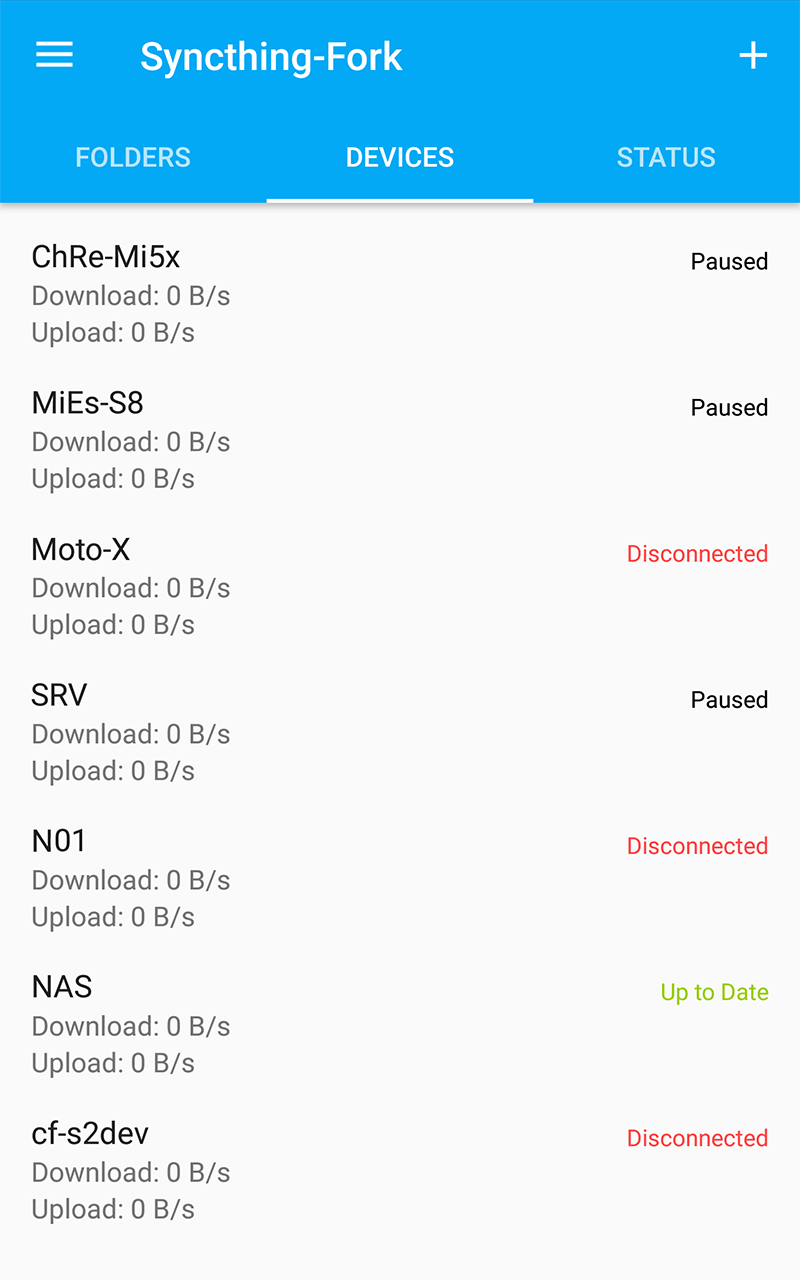 Syncthing-Fork
FOLDERS DEVICES STATUS
ChRe-Mi5x Paused
Download: 0 B/s
Upload: 0 B/s
MiEs-S8 Paused
Download: 0 B/s
Upload: 0 B/s
Moto-X Disconnected
Download: 0 B/s
Upload: 0 B/s
SRV Paused
Download: 0 B/s
Upload: 0 B/s
N01 Disconnected
Download: 0 B/s
Upload: 0 B/s
NAS Up to Date
Download: 0 B/s
Upload: 0 B/s
cf-s2dev Disconnected
Download: 0 B/s
Upload: 0 B/s